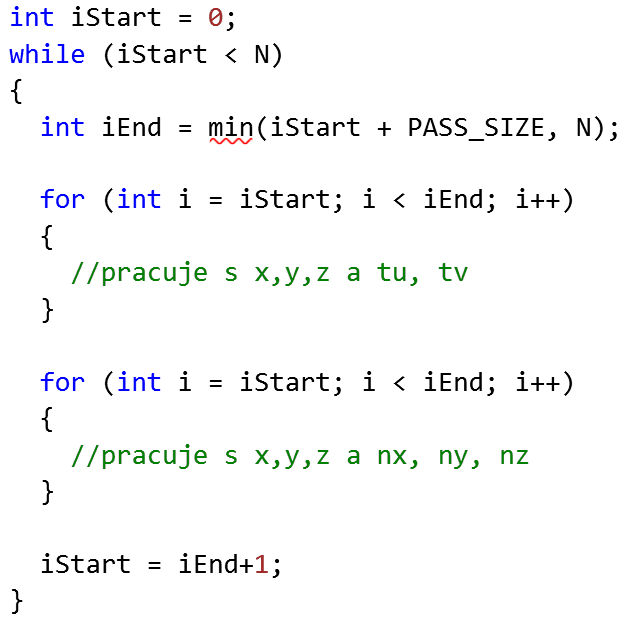 int iStart = 0;
while (iStart < N)
{
  int iEnd = min(iStart + PASS_SIZE, N);

  for (int i = iStart; i < iEnd; i++)
  {
    //pracuje s x,y,z a tu, tv
  }

  for (int i = iStart; i < iEnd; i++)
  {
    //pracuje s x,y,z a nx, ny, nz
  }

  iStart = iEnd+1;
}